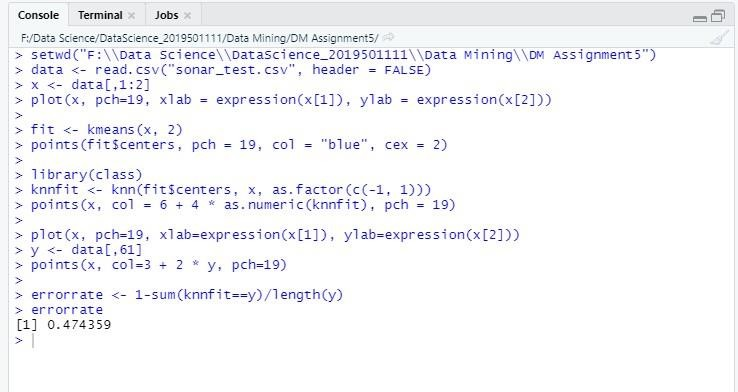 Console Terminal × Jobs ×
F:/Data Science/DataScience_2019501111/Data Mining/DM Assignment5/
> setwd("F:\\Data Science\\DataScience_2019501111\\Data Mining\\DM Assignment5")
> data <- read.csv("sonar_test.csv", header = FALSE)
> x <- data[,1:2]
> plot(x, pch=19, xlab = expression(x[1]), ylab = expression(x[2]))
>
> fit <- kmeans(x, 2)
> points(fit$centers, pch = 19, col = "blue", cex = 2)
>
> library(class)
> knnfit <- knn(fit$centers, x, as.factor(c(-1, 1)))
> points(x, col = 6 + 4 * as.numeric(knnfit), pch = 19)
>
> plot(x, pch=19, xlab=expression(x[1]), ylab=expression(x[2]))
> y <- data[,61]
> points(x, col=3 + 2 * y, pch=19)
>
> errorrate <- 1-sum(knnfit==y)/length(y)
> errorrate
[1] 0.474359
>